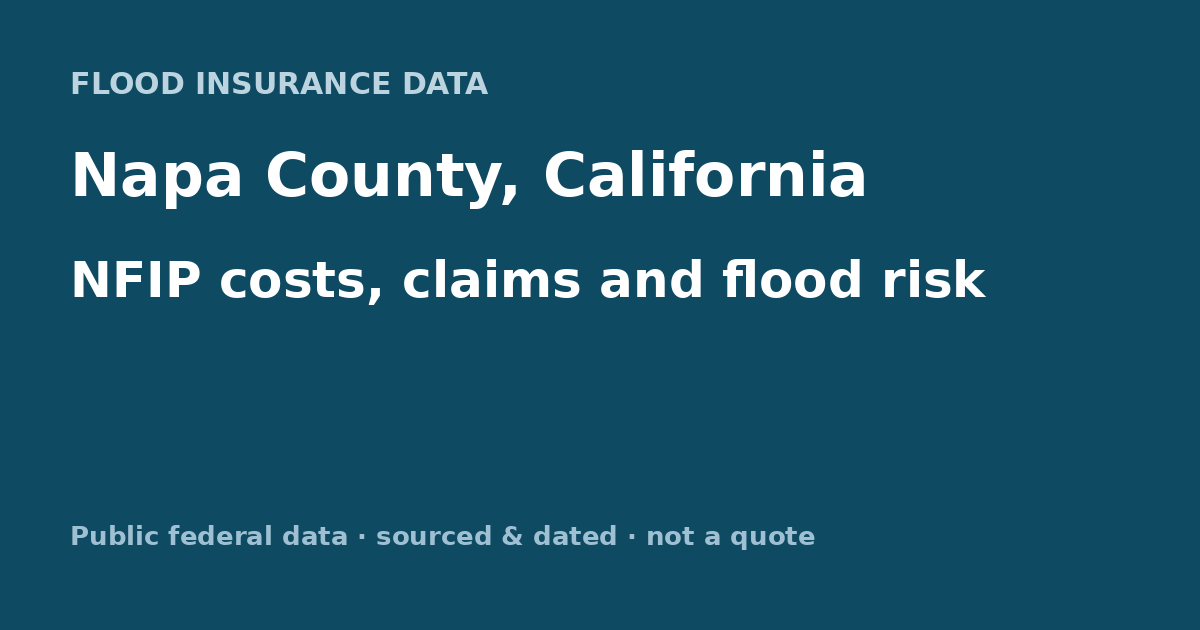 FLOOD INSURANCE DATA
Napa County, California
NFIP costs, claims and flood risk
Public federal data · sourced & dated · not a quote